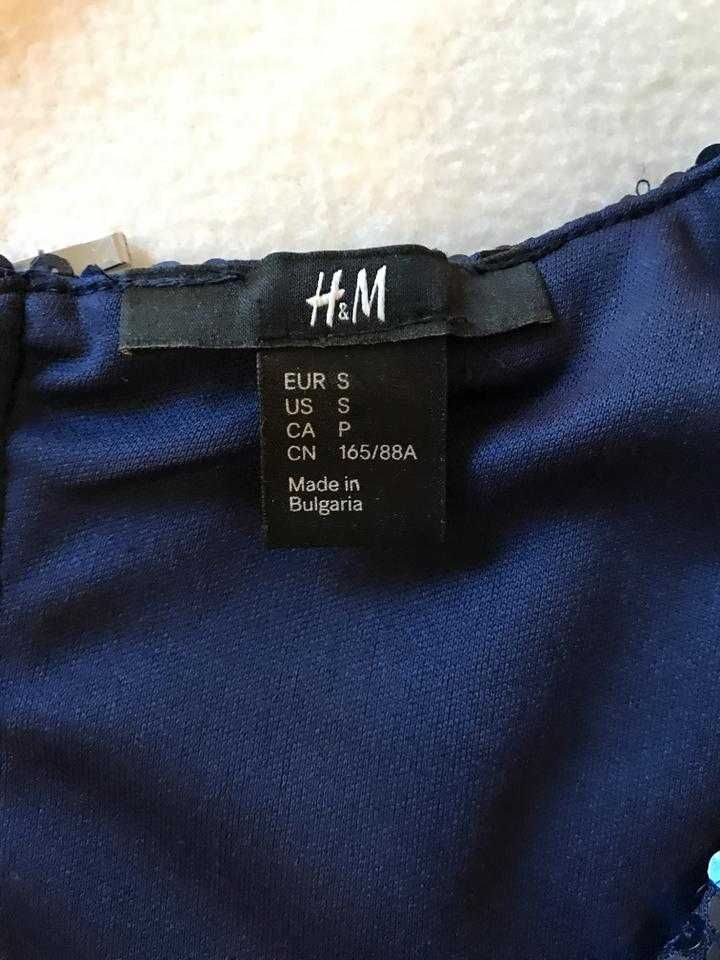 H&M
EUR S
US S
CA P
CN 165/88A
Made in
Bulgaria